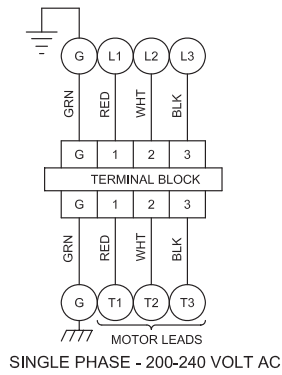 G L1 L2 L3
GRN RED WHT BLK
G 1 2 3
TERMINAL BLOCK
G 1 2 3
GRN RED WHT BLK
G T1 T2 T3
MOTOR LEADS
SINGLE PHASE - 200-240 VOLT AC